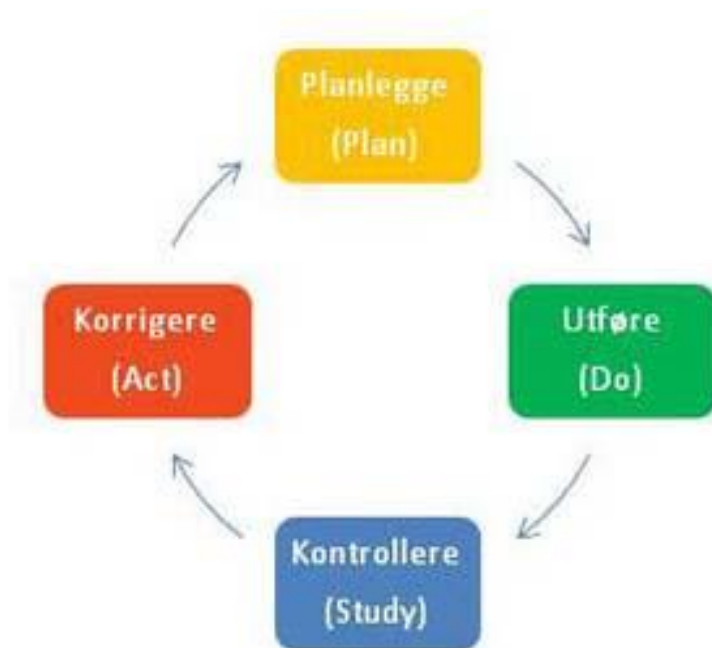 Planlegge
(Plan)
Utføre
(Do)
Kontrollere
(Study)
Korrigere
(Act)